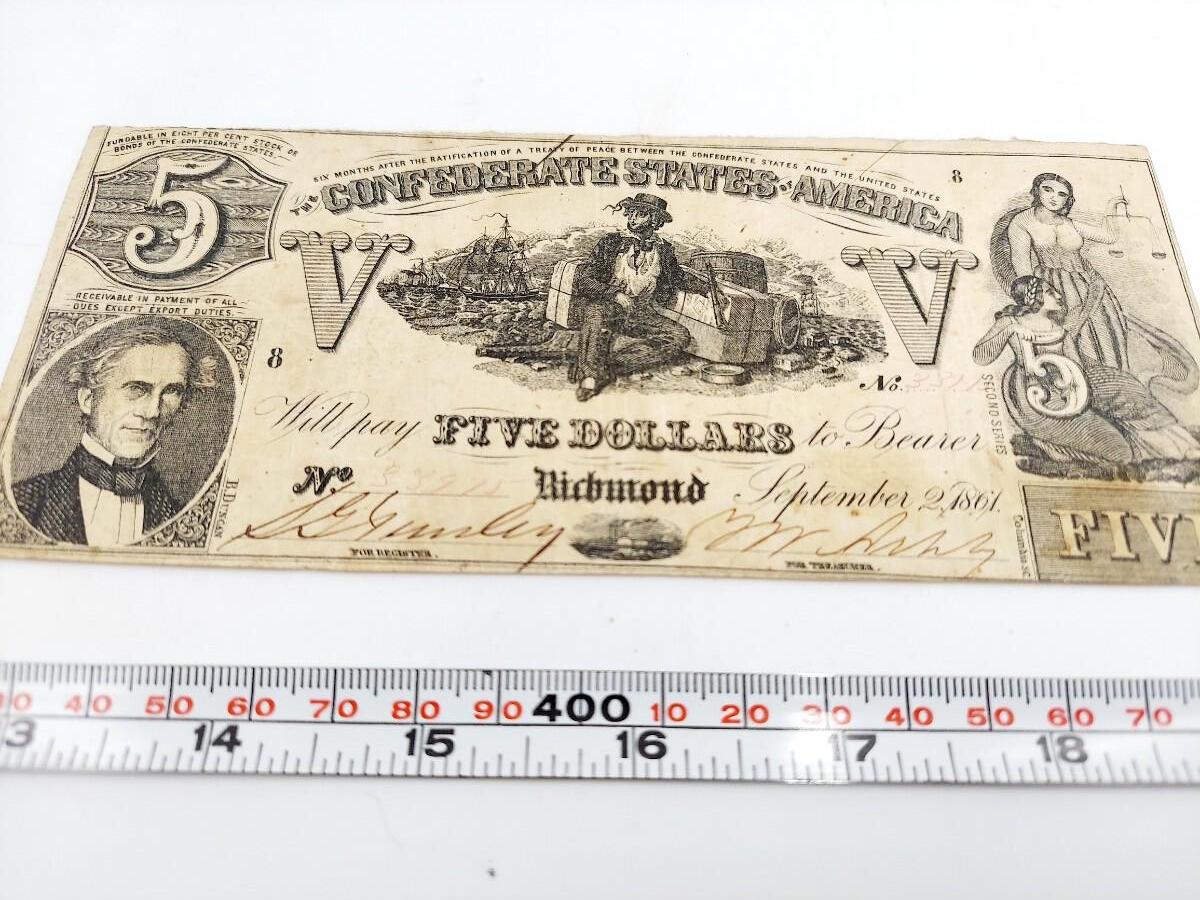 FUNDABLE IN EIGHT PER CENT STOCK OR
BONDS OF THE CONFEDERATE STATES.
5
SIX MONTHS AFTER THE RATIFICATION OF A TREATY OF PEACE BETWEEN THE CONFEDERATE STATES AND THE UNITED STATES
8
THE CONFEDERATE STATES OF AMERICA
V
V
RECEIVABLE IN PAYMENT OF ALL
DUES EXCEPT EXPORT DUTIES.
8
No.
5
SECOND SERIES
Will pay FIVE DOLLARS to Bearer
No
Richmond
September 2, 1861.
B. DUNCAN
Columbia S.C.
FOR REGISTER.
FOR TREASURER.
FIV
40 50 60 70 80 90 400 10 20 30 40 50 60 70
3 14 15 16 17 18